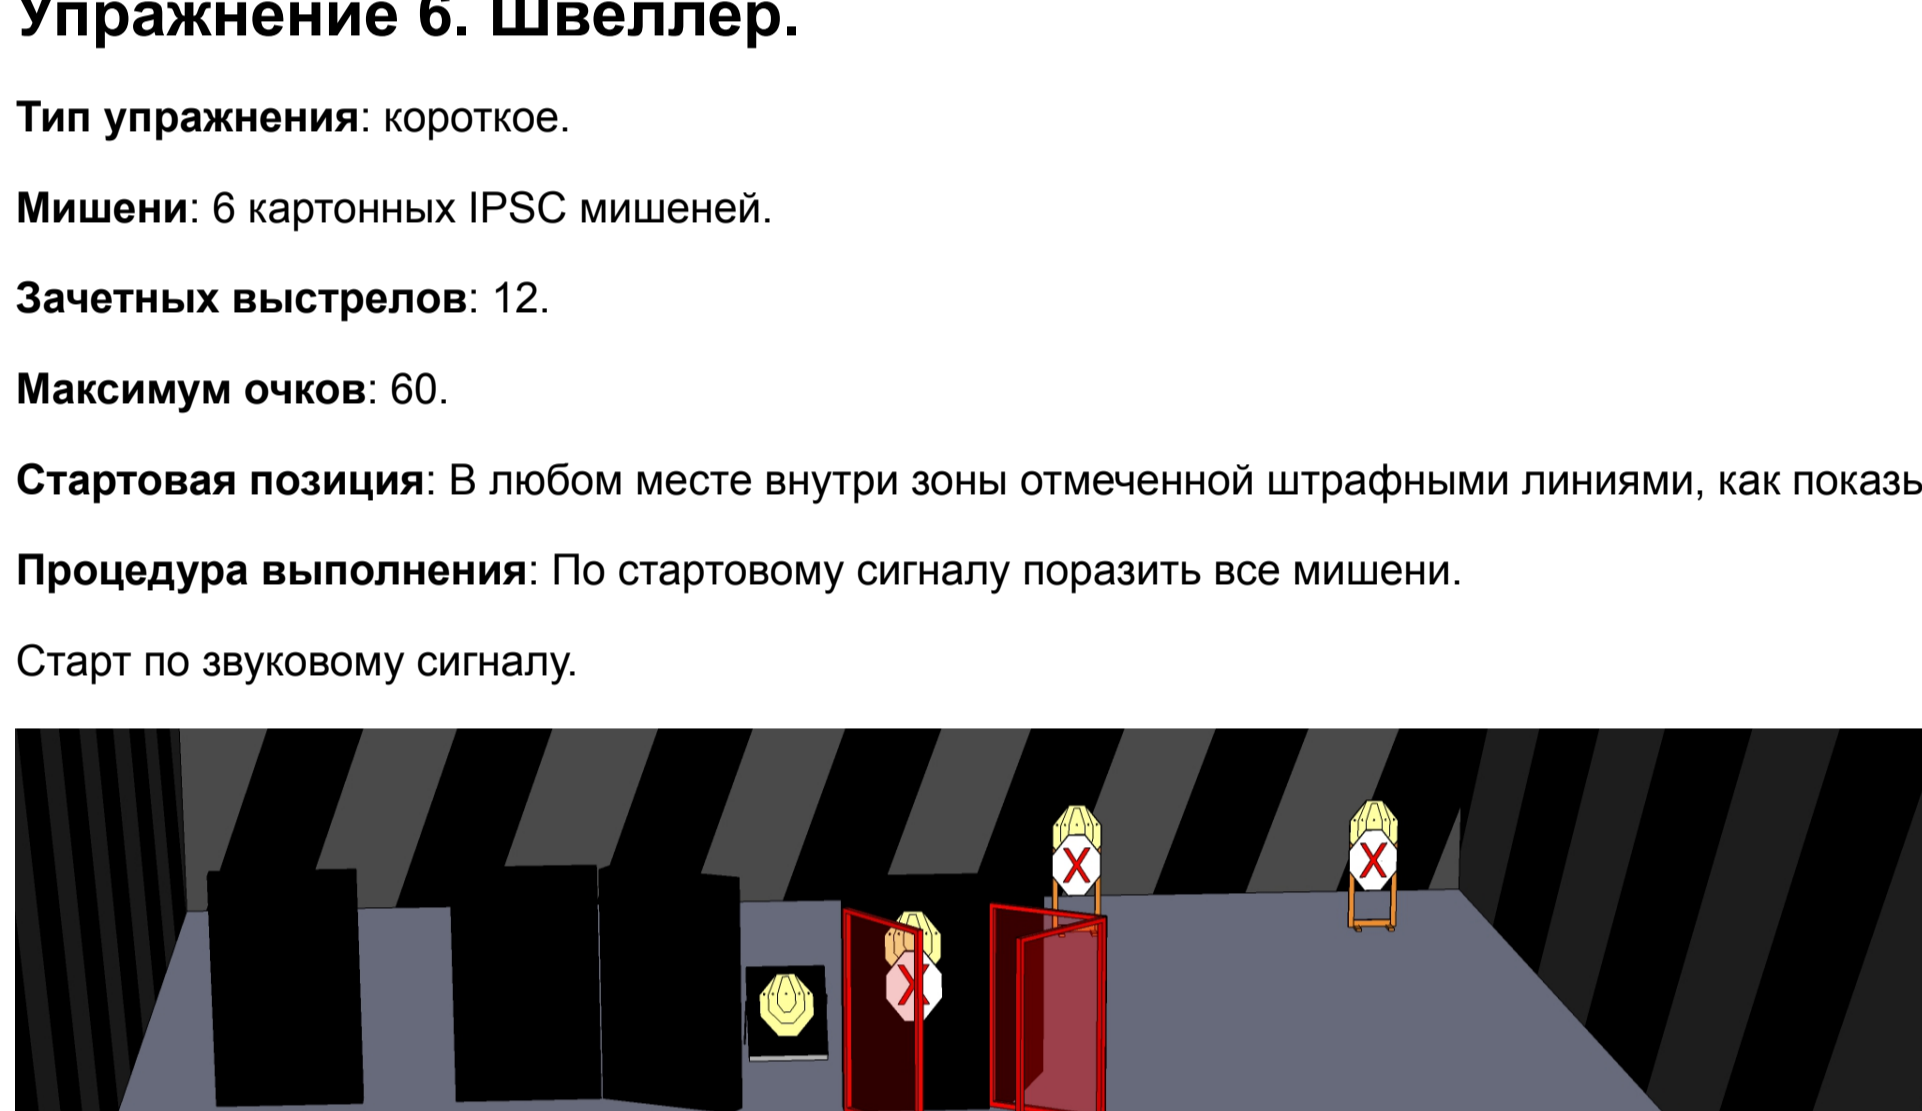 Упражнение 6. Швеллер.
Тип упражнения: короткое.
Мишени: 6 картонных IPSC мишеней.
Зачетных выстрелов: 12.
Максимум очков: 60.
Стартовая позиция: В любом месте внутри зоны отмеченной штрафными линиями, как
Процедура выполнения: По стартовому сигналу поразить все мишени.
Старт по звуковому сигналу.
X
X
X